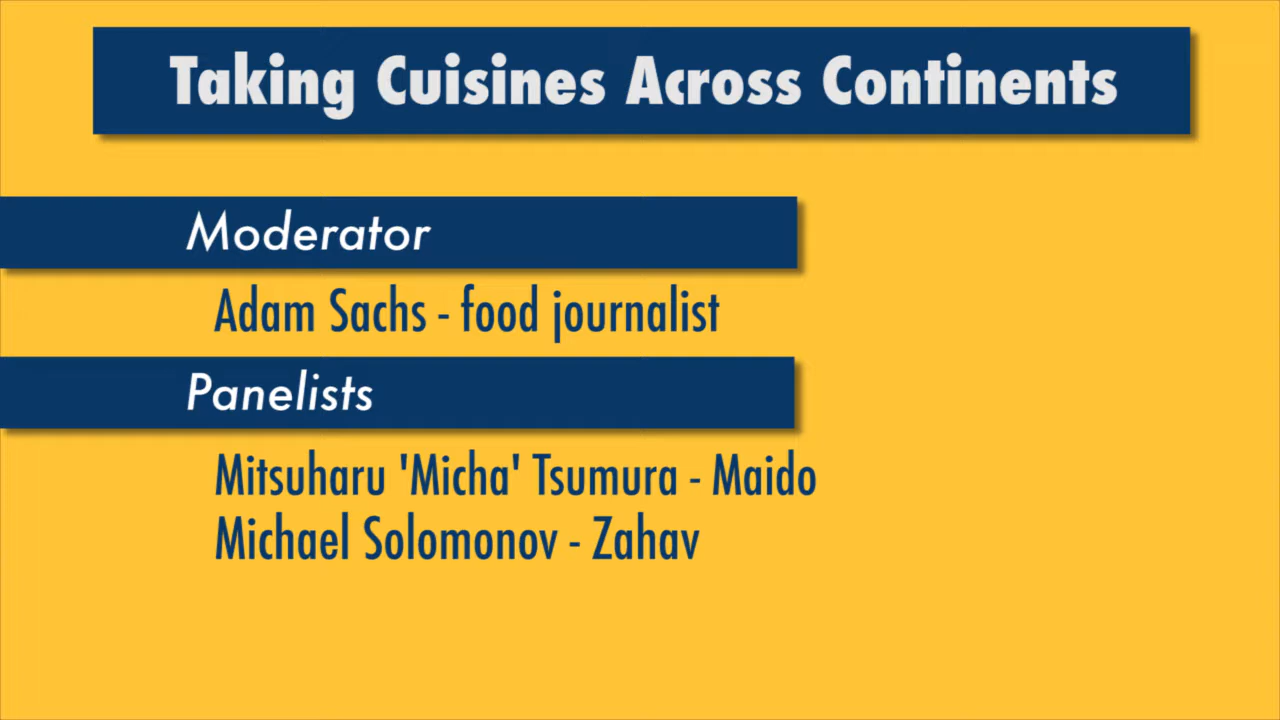 Taking Cuisines Across Continents
Moderator
Adam Sachs - food journalist
Panelists
Mitsuharu 'Micha' Tsumura - Maido
Michael Solomonov - Zahav